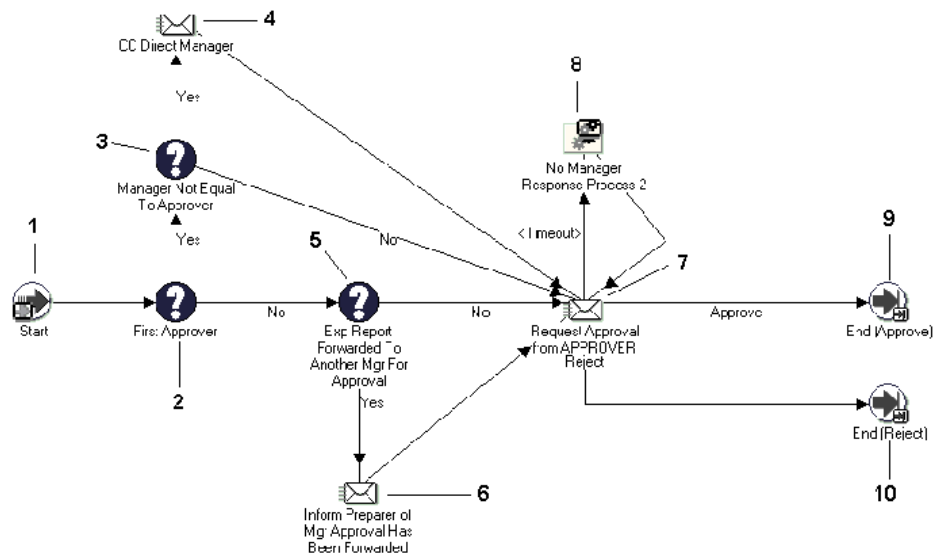 4
CC Direct Manager
Yes
3
Manager Not Equal
To Approver
Yes
8
No Manager
Response Process 2
<Timeout>
No
1
5
7
9
Start
First Approver
No
Exp Report
Forwarded To
Another Mgr For
Approval
No
Request Approval
from APPROVER
Reject
Approve
End (Approve)
2
Yes
End (Reject)
6
10
Inform Preparer of
Mgr Approval Has
Been Forwarded